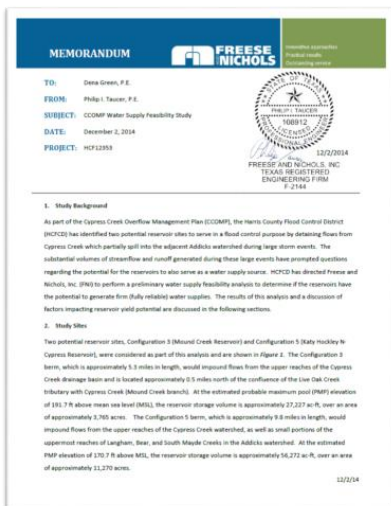 MEMORANDUM
FREESE AND NICHOLS
Innovative approaches
Practical results
Outstanding service
TO: Dena Green, P.E.
FROM: Philip I. Taucer, P.E.
SUBJECT: CCOMP Water Supply Feasibility Study
DATE: December 2, 2014
PROJECT: HCF12353
STATE OF TEXAS
PHILIP I. TAUCER
108912
LICENSED
PROFESSIONAL ENGINEER
12/2/2014
FREESE AND NICHOLS, INC
TEXAS REGISTERED
ENGINEERING FIRM
F-2144
1. Study Background
As part of the Cypress Creek Overflow Management Plan (CCOMP), the Harris County Flood Control District
(HCFCD) has identified two potential reservoir sites to serve in a flood control purpose by detaining flows from
Cypress Creek which partially spill into the adjacent Addicks watershed during large storm events. The
substantial volumes of streamflow and runoff generated during these large events have prompted questions
regarding the potential for the reservoirs to also serve as a water supply source. HCFCD has directed Freese and
Nichols, Inc. (FNI) to perform a preliminary water supply feasibility analysis to determine if the reservoirs have
the potential to generate firm (fully reliable) water supplies. The results of this analysis and a discussion of
factors impacting reservoir yield potential are discussed in the following sections.
2. Study Sites
Two potential reservoir sites, Configuration 3 (Mound Creek Reservoir) and Configuration 5 (Katy Hockley N-
Cypress Reservoir), were considered as part of this analysis and are shown in Figure 1. The Configuration 3
berm, which is approximately 5.3 miles in length, would impound flows from the upper reaches of the Cypress
Creek drainage basin and is located approximately 0.5 miles north of the confluence of the Live Oak Creek
tributary with Cypress Creek (Mound Creek branch). At the estimated probable maximum pool (PMP) elevation
of 191.7 ft above mean sea level (MSL), the reservoir storage volume is approximately 27,227 ac-ft, over an area
of approximately 3,765 acres. The Configuration 5 berm, which is approximately 9.8 miles in length, would
impound flows from the upper reaches of the Cypress Creek watershed, as well as small portions of the
uppermost reaches of Langham, Bear, and South Mayde Creeks in the Addicks watershed. At the estimated
PMP elevation of 170.7 ft above MSL, the reservoir storage volume is approximately 56,272 ac-ft, over an area
of approximately 11,270 acres.
12/2/14